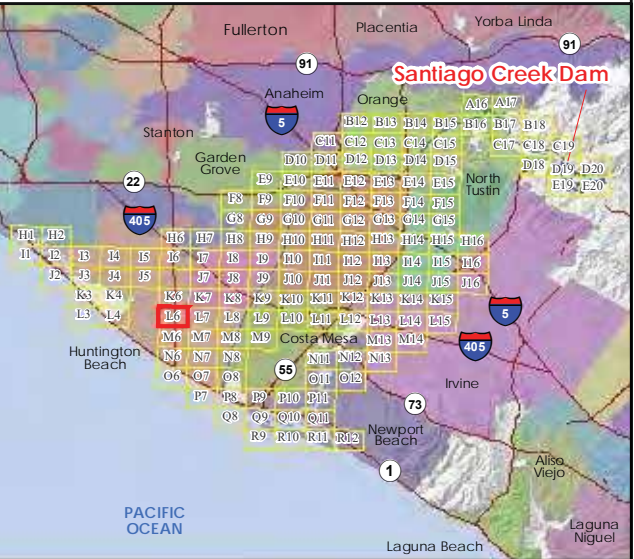 Fullerton
Placentia
Yorba Linda
91
91
Santiago Creek Dam
Anaheim
Orange
A16 A17
5
B12 B13 B14 B15 B16 B17 B18
Stanton
C11 C12 C13 C14 C15 C17 C18 C19
Garden
Grove
D10 D11 D12 D13 D14 D15 D18 D19 D20
North
Tustin
E9 E10 E11 E12 E13 E14 E15 E19 E20
22
F8 F9 F10 F11 F12 F13 F14 F15
405
G8 G9 G10 G11 G12 G13 G14 G15
H1 H2 H6 H7 H8 H9 H10 H11 H12 H13 H14 H15 H16
I1 I2 I3 I4 I5 I6 I7 I8 I9 I10 I11 I12 I13 I14 I15 I16
J2 J3 J4 J5 J7 J8 J9 J10 J11 J12 J13 J14 J15 J16
K3 K4 K6 K7 K8 K9 K10 K11 K12 K13 K14 K15
5
L3 L4 L6 L7 L8 L9 L10 L11 L12 L13 L14 L15
M6 M7 M8 M9 Costa Mesa M13 M14
405
Huntington
Beach
N6 N7 N8 N11 N12 N13
55
O6 O7 O8 O11 O12
Irvine
P7 P8 P9 P10 P11
73
Q8 Q9 Q10 Q11
Newport
Beach
R9 R10 R11 R12
1
Aliso
Viejo
PACIFIC
OCEAN
Laguna
Niguel
Laguna Beach